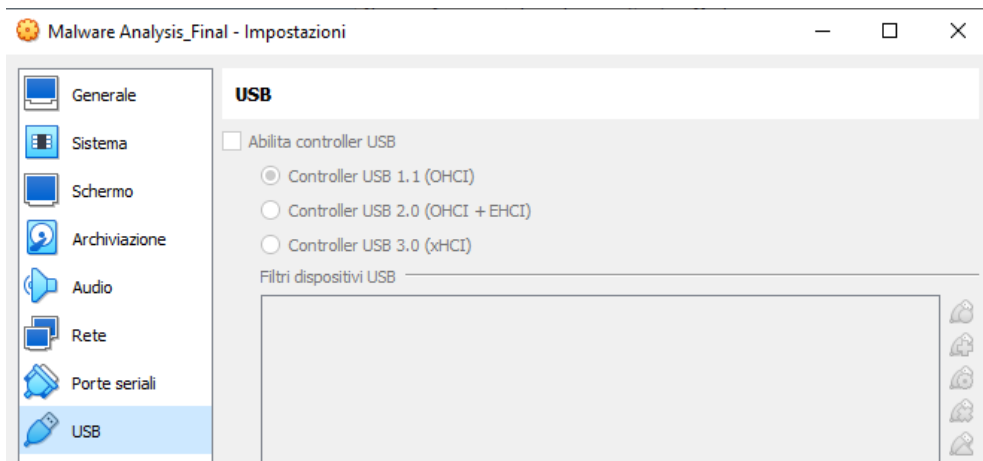 Malware Analysis_Final - Impostazioni
Generale
Sistema
Schermo
Archiviazione
Audio
Rete
Porte seriali
USB
USB
Abilita controller USB
Controller USB 1.1 (OHCI)
Controller USB 2.0 (OHCI + EHCI)
Controller USB 3.0 (xHCI)
Filtri dispositivi USB